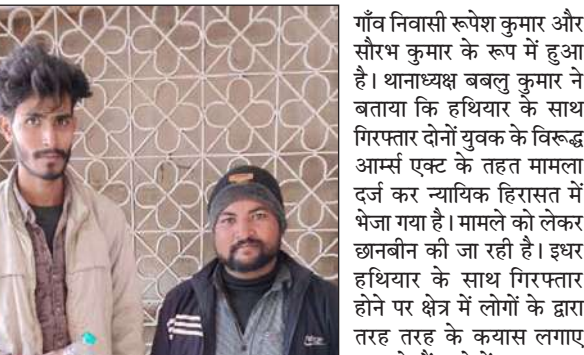 गाँव निवासी रूपेश कुमार और
सौरभ कुमार के रूप में हुआ
है। थानाध्यक्ष बबलु कुमार ने
बताया कि हथियार के साथ
गिरफ्तार दोनों युवक के विरूद्ध
आर्म्स एक्ट के तहत मामला
दर्ज कर न्यायिक हिरासत में
भेजा गया है। मामले को लेकर
छानबीन की जा रही है। इधर
हथियार के साथ गिरफ्तार
होने पर क्षेत्र में लोगों के द्वारा
तरह तरह के कयास लगाए